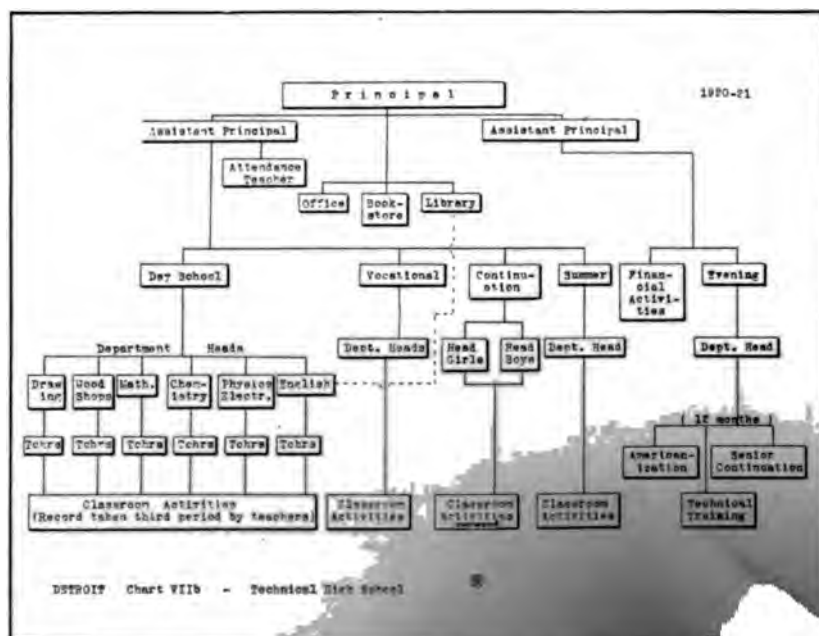 Principal
1920-21
Assistant Principal
Assistant Principal
Attendance
Teacher
Office
Book-
store
Library
Day School
Vocational
Continu-
ation
Summer
Finan-
cial
Activi-
ties
Evening
Department Heads
Dept. Heads
Head
Girls
Head
Boys
Dept. Head
Dept. Head
Draw
ing
Wood
Shops
Math.
Chem-
istry
Physics
Electr.
English
(12 months)
Tchrs
Tchrs
Tchrs
Tchrs
Tchrs
Tchrs
American-
ization
Senior
Continuation
Classroom Activities
(Record taken third period by teachers)
Classroom
Activities
Classroom
Activities
Classroom
Activities
Technical
Training
DETROIT Chart VIIb - Technical High School